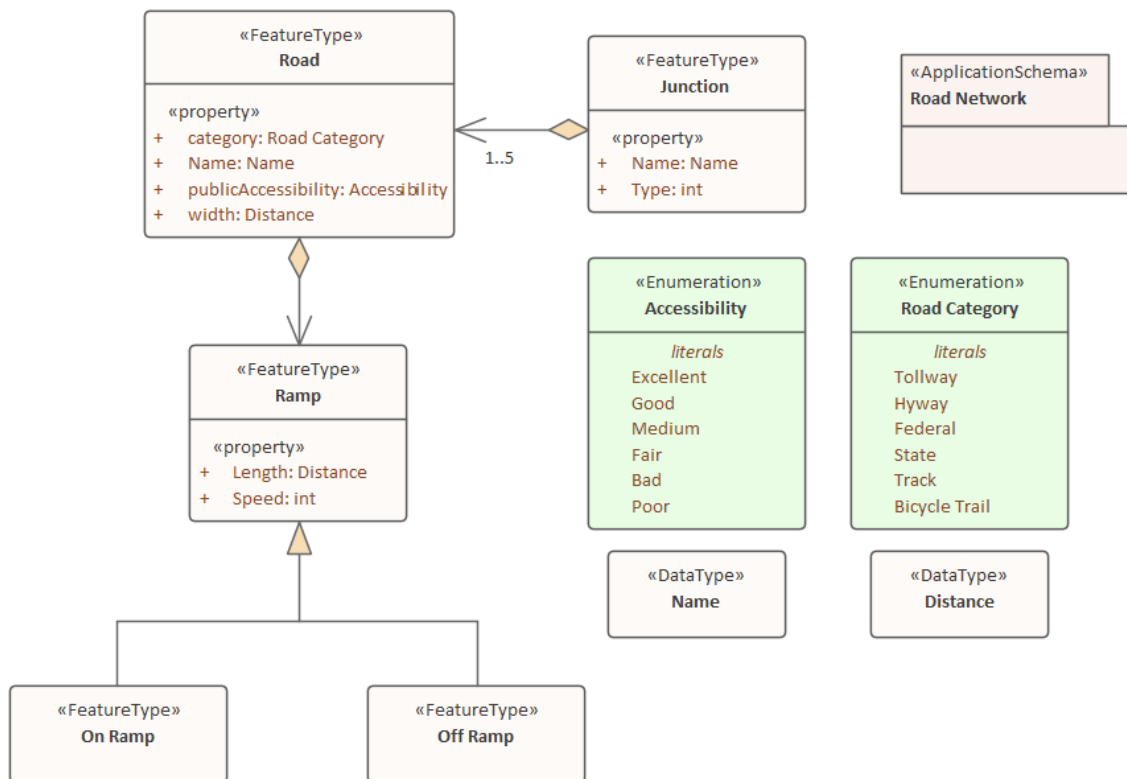 «FeatureType»
Road
«property»
+ category: Road Category
+ Name: Name
+ publicAccessibility: Accessibility
+ width: Distance
1..5
«FeatureType»
Junction
«property»
+ Name: Name
+ Type: int
«ApplicationSchema»
Road Network
«FeatureType»
Ramp
«property»
+ Length: Distance
+ Speed: int
«Enumeration»
Accessibility
literals
Excellent
Good
Medium
Fair
Bad
Poor
«Enumeration»
Road Category
literals
Tollway
Hyway
Federal
State
Track
Bicycle Trail
«DataType»
Name
«DataType»
Distance
«FeatureType»
On Ramp
«FeatureType»
Off Ramp